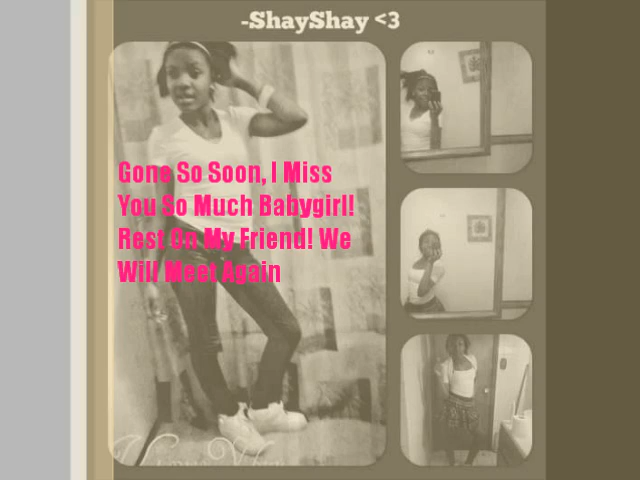 -ShayShay <3
Gone So Soon, I Miss
You So Much Babygirl!
Rest On My Friend! We
Will Meet Again